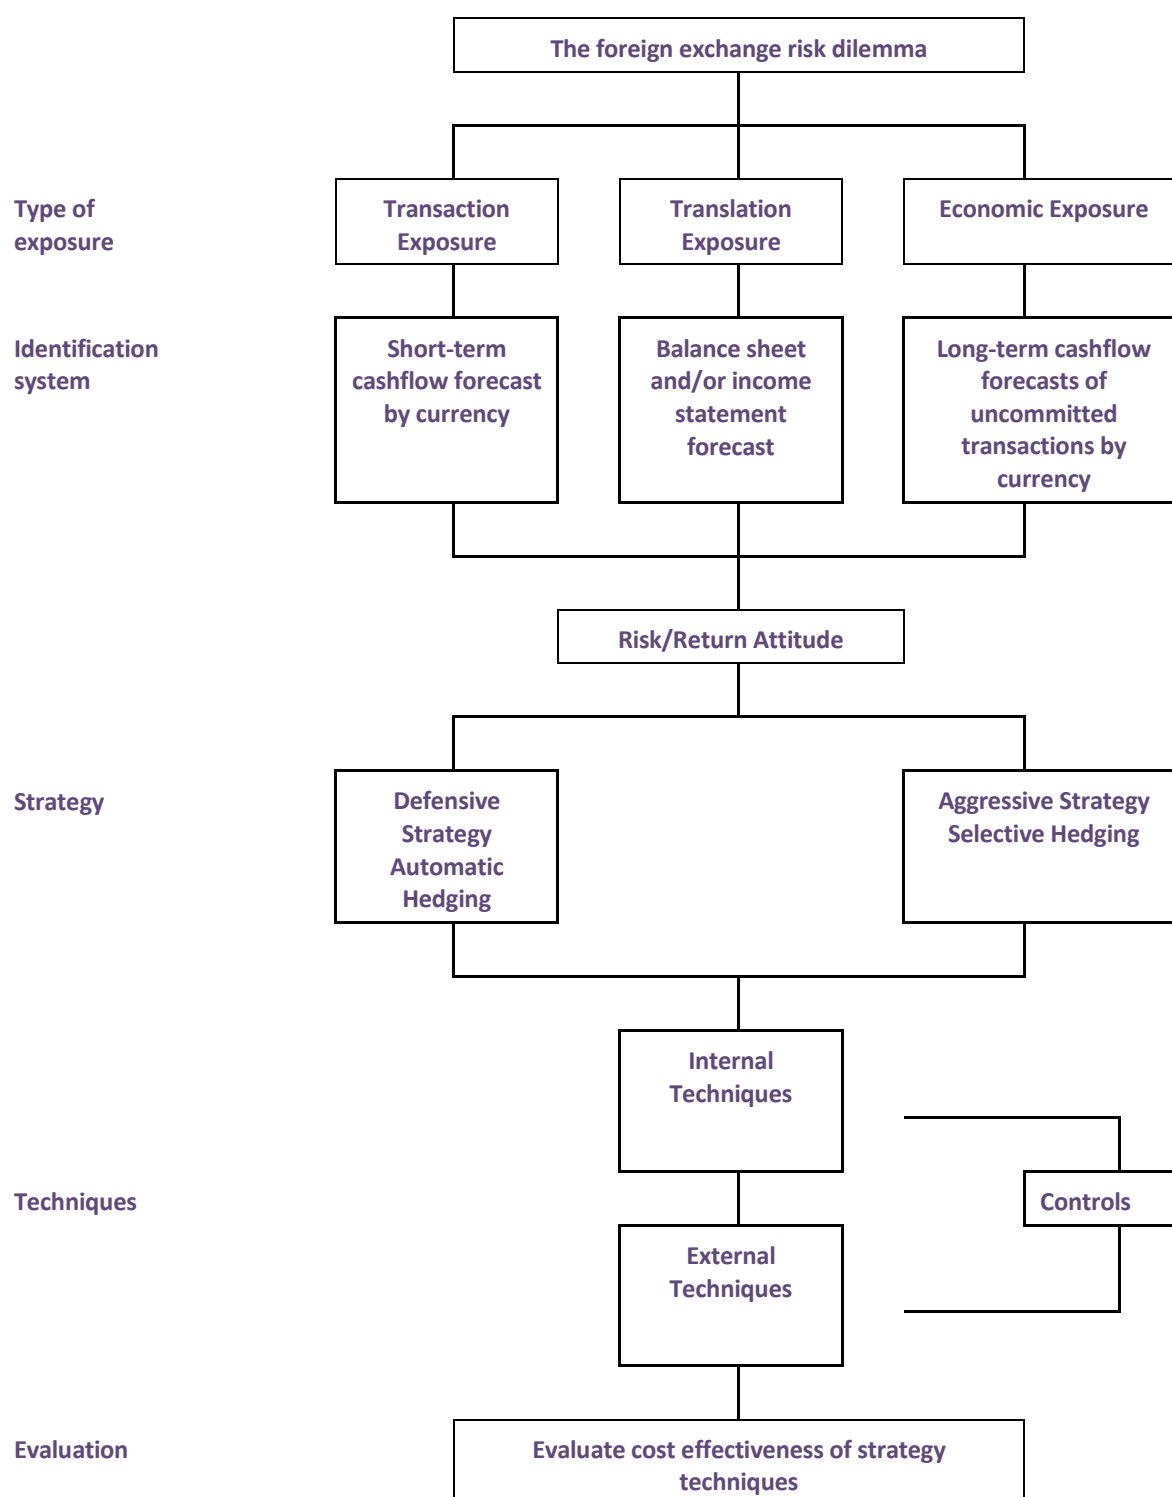 The foreign exchange risk dilemma
Type of
exposure
Transaction
Exposure
Translation
Exposure
Economic Exposure
Identification
system
Short-term
cashflow forecast
by currency
Balance sheet
and/or income
statement
forecast
Long-term cashflow
forecasts of
uncommitted
transactions by
currency
Risk/Return Attitude
Strategy
Defensive
Strategy
Automatic
Hedging
Aggressive Strategy
Selective Hedging
Internal
Techniques
Techniques
Controls
External
Techniques
Evaluation
Evaluate cost effectiveness of strategy
techniques